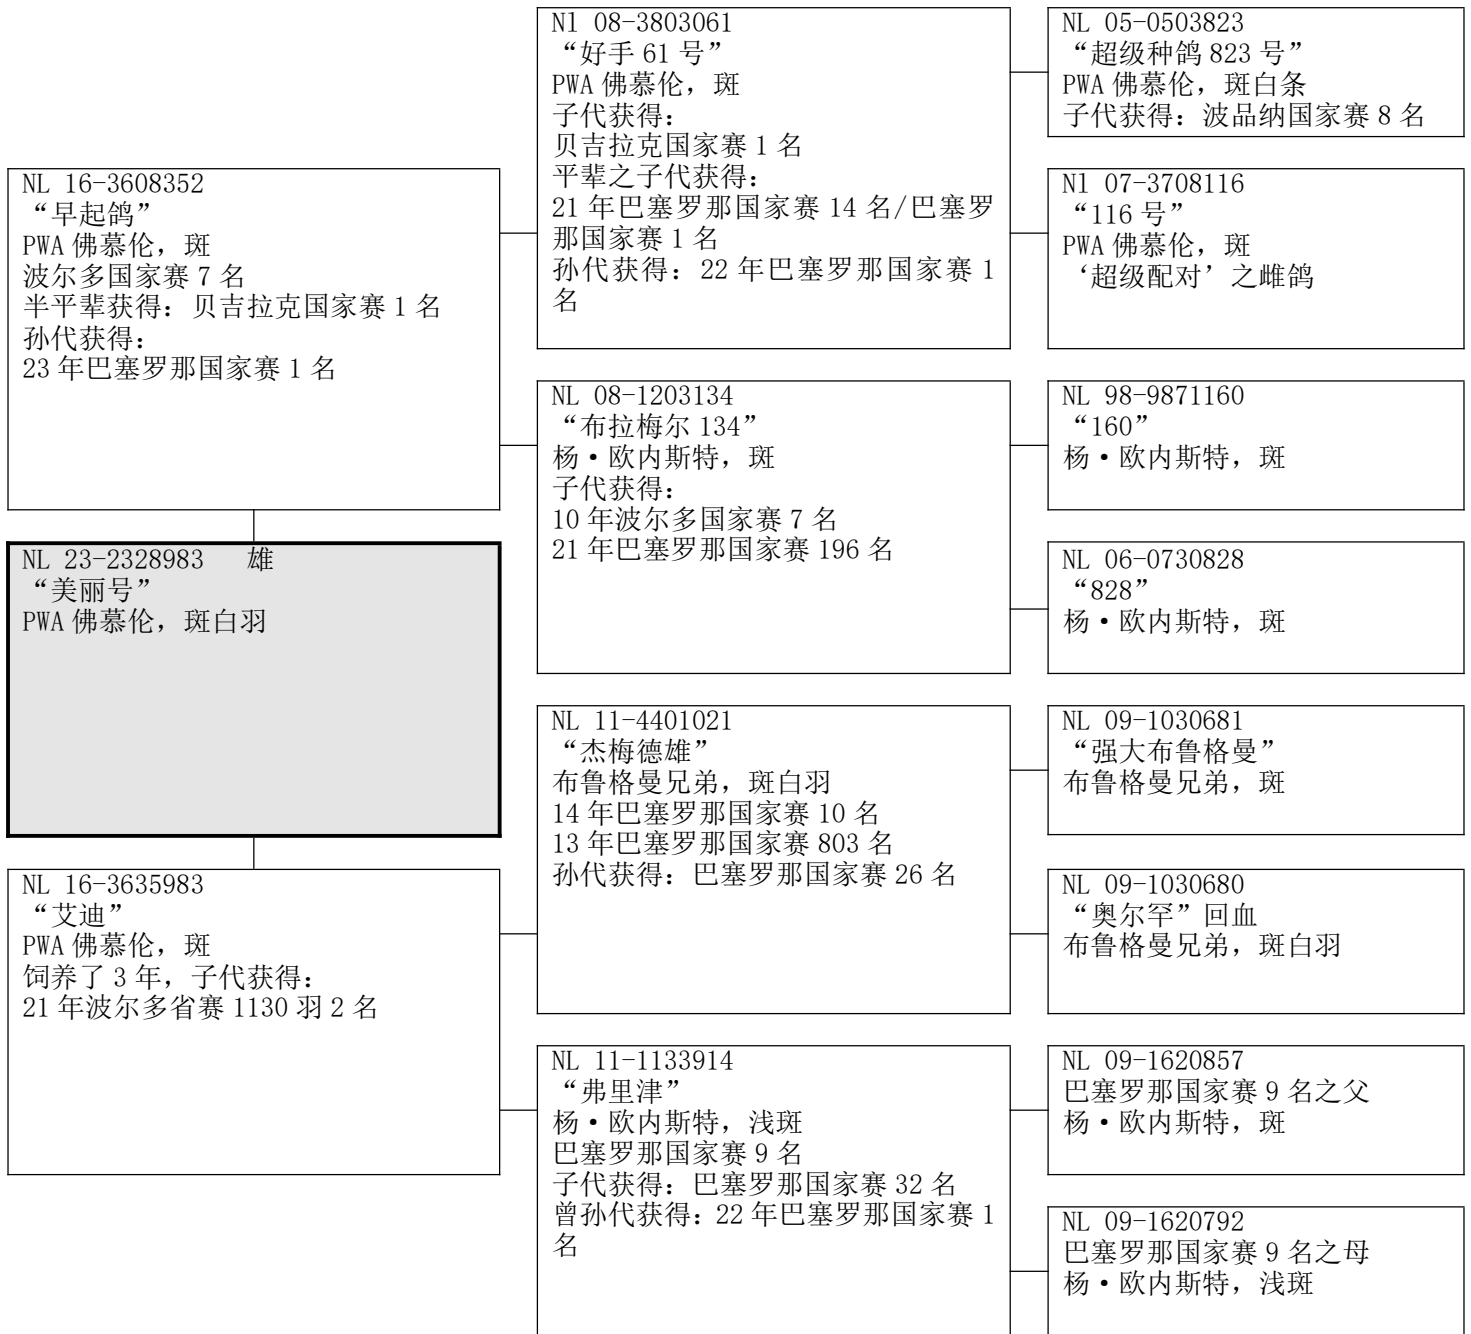 NL 23-2328983 雄
“美丽号”
PWA 佛慕伦，斑白羽
NL 16-3608352
“早起鸽”
PWA 佛慕伦，斑
波尔多国家赛 7 名
半平辈获得：贝吉拉克国家赛 1 名
孙代获得：
23 年巴塞罗那国家赛 1 名
NL 16-3635983
“艾迪”
PWA 佛慕伦，斑
饲养了 3 年，子代获得：
21 年波尔多省赛 1130 羽 2 名
Nl 08-3803061
“好手 61 号”
PWA 佛慕伦，斑
子代获得：
贝吉拉克国家赛 1 名
平辈之子代获得：
21 年巴塞罗那国家赛 14 名/巴塞罗
那国家赛 1 名
孙代获得：22 年巴塞罗那国家赛 1
名
NL 08-1203134
“布拉梅尔 134”
杨·欧内斯特，斑
子代获得：
10 年波尔多国家赛 7 名
21 年巴塞罗那国家赛 196 名
NL 11-4401021
“杰梅德雄”
布鲁格曼兄弟，斑白羽
14 年巴塞罗那国家赛 10 名
13 年巴塞罗那国家赛 803 名
孙代获得：巴塞罗那国家赛 26 名
NL 11-1133914
“弗里津”
杨·欧内斯特，浅斑
巴塞罗那国家赛 9 名
子代获得：巴塞罗那国家赛 32 名
曾孙代获得：22 年巴塞罗那国家赛 1
名
NL 05-0503823
“超级种鸽 823 号”
PWA 佛慕伦，斑白条
子代获得：波品纳国家赛 8 名
Nl 07-3708116
“116 号”
PWA 佛慕伦，斑
‘超级配对’之雌鸽
NL 98-9871160
“160”
杨·欧内斯特，斑
NL 06-0730828
“828”
杨·欧内斯特，斑
NL 09-1030681
“强大布鲁格曼”
布鲁格曼兄弟，斑
NL 09-1030680
“奥尔罕”回血
布鲁格曼兄弟，斑白羽
NL 09-1620857
巴塞罗那国家赛 9 名之父
杨·欧内斯特，斑
NL 09-1620792
巴塞罗那国家赛 9 名之母
杨·欧内斯特，浅斑